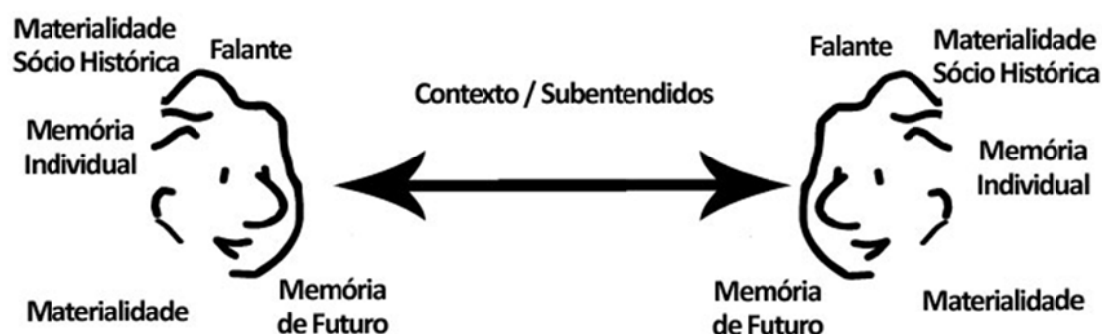 Materialidade
Sócio Histórica
Falante
Memória
Individual
Materialidade
Memória
de Futuro
Contexto / Subentendidos
Falante
Materialidade
Sócio Histórica
Memória
Individual
Memória
de Futuro
Materialidade